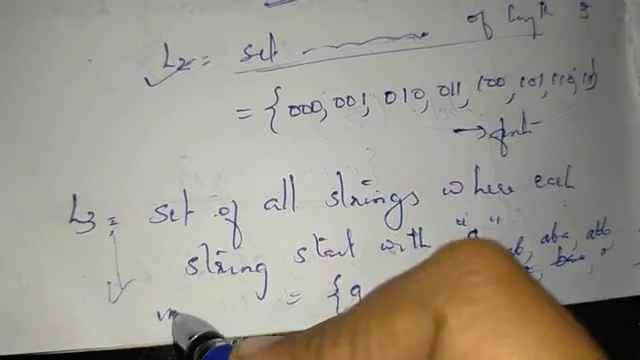 L2 = set of length 3
= {000, 001, 010, 011, 100, 101, 110, 111}
L3 = set of all strings where each
string start with "a"
= {a, aba, abb